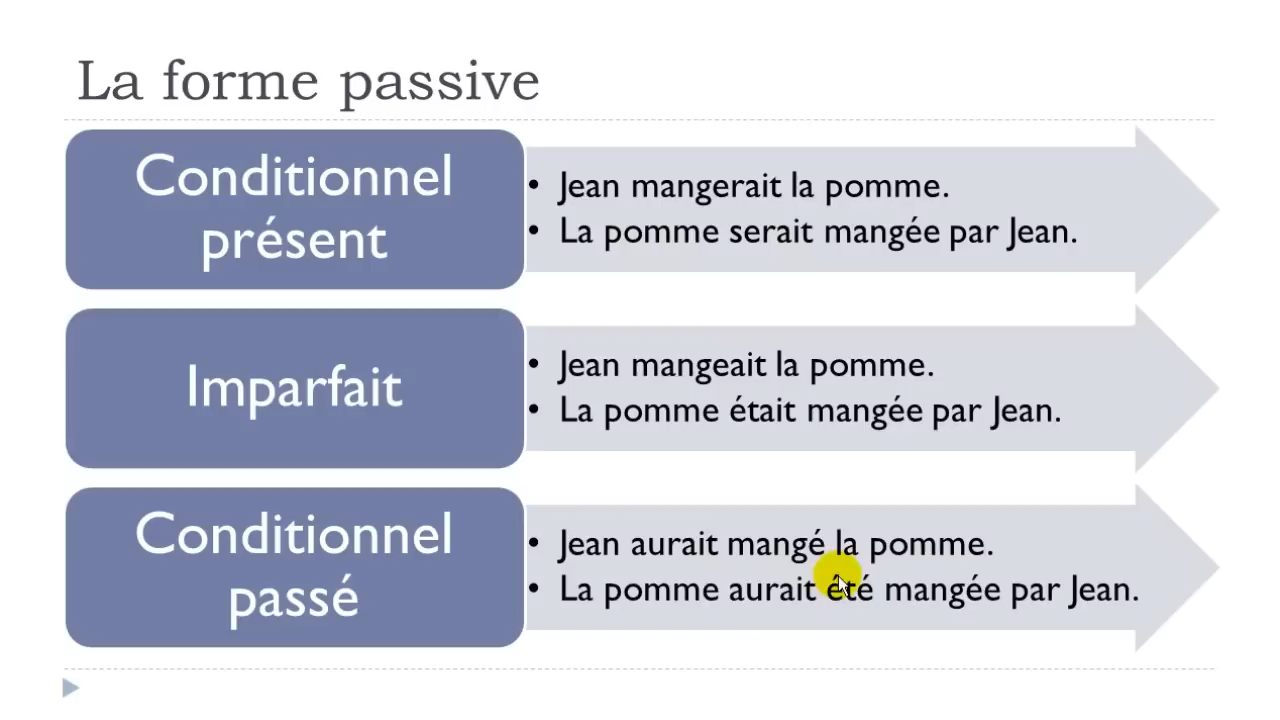 La forme passive
Conditionnel
présent
• Jean mangerait la pomme.
• La pomme serait mangée par Jean.
Imparfait
• Jean mangeait la pomme.
• La pomme était mangée par Jean.
Conditionnel
passé
• Jean aurait mangé la pomme.
• La pomme aurait été mangée par Jean.